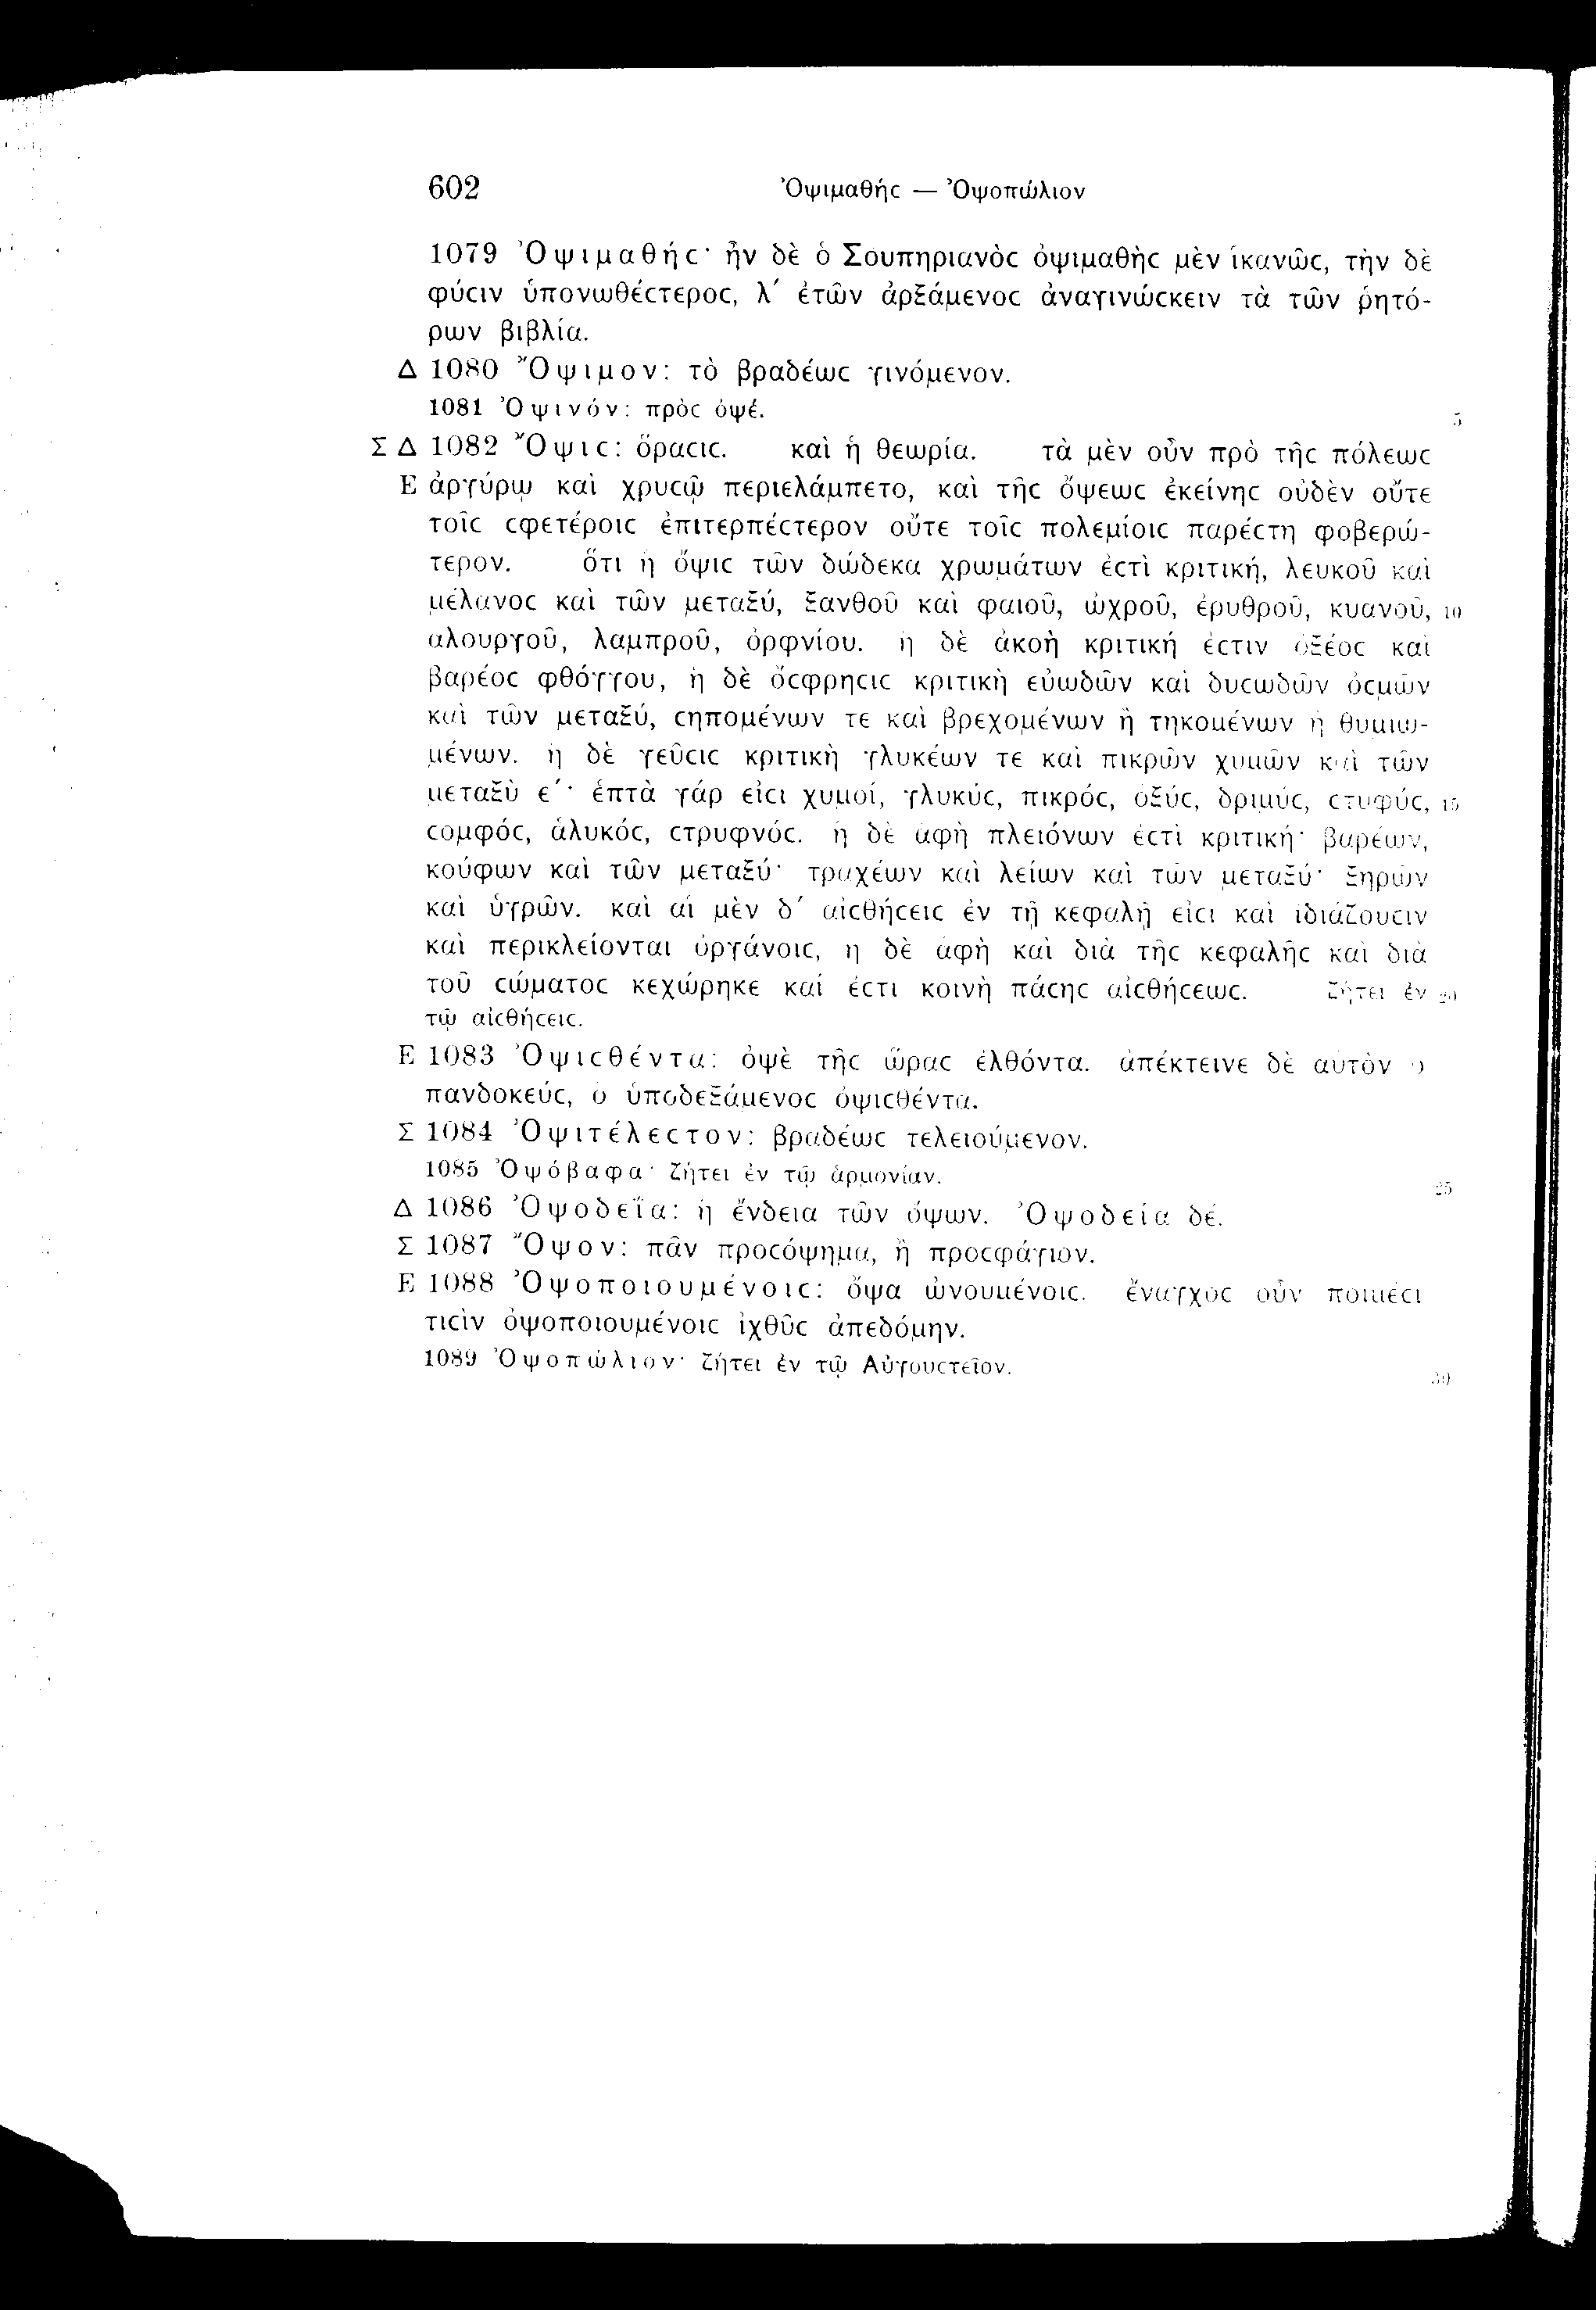 602 Ὀψιμαθήϲ — Ὀψοπώλιον
1079 Ὀψιμαθήϲ· ἦν δὲ ὁ Σουπηριανὸϲ ὀψιμαθὴϲ μὲν ἱκανῶϲ, τὴν δὲ
φύϲιν ὑπονωθέϲτεροϲ, λ´ ἐτῶν ἀρξάμενοϲ ἀναγινώϲκειν τὰ τῶν ῥητό-
ρων βιβλία.
Δ 1080 Ὄψιμον: τὸ βραδέωϲ γινόμενον.
1081 Ὀψινόν: πρὸϲ ὀψέ. 5
Σ Δ 1082 Ὄψιϲ: ὅραϲιϲ. καὶ ἡ θεωρία. τὰ μὲν οὖν πρὸ τῆϲ πόλεωϲ
Ε ἀργύρῳ καὶ χρυϲῷ περιελάμπετο, καὶ τῆϲ ὄψεωϲ ἐκείνηϲ οὐδὲν οὔτε
τοῖϲ ϲφετέροιϲ ἐπιτερπέϲτερον οὔτε τοῖϲ πολεμίοιϲ παρέϲτη φοβερώ-
τερον. ὅτι ἡ ὄψιϲ τῶν δώδεκα χρωμάτων ἐϲτὶ κριτική, λευκοῦ καὶ
μέλανοϲ καὶ τῶν μεταξύ, ξανθοῦ καὶ φαιοῦ, ὠχροῦ, ἐρυθροῦ, κυανοῦ, 10
ἁλουργοῦ, λαμπροῦ, ὀρφνίου. ἡ δὲ ἀκοὴ κριτική ἐϲτιν ὀξέοϲ καὶ
βαρέοϲ φθόγγου, ἡ δὲ ὄϲφρηϲιϲ κριτικὴ εὐωδῶν καὶ δυϲωδῶν ὀϲμῶν
καὶ τῶν μεταξύ, ϲηπομένων τε καὶ βρεχομένων ἢ τηκομένων ἢ θυμιω-
μένων. ἡ δὲ γεῦϲιϲ κριτικὴ γλυκέων τε καὶ πικρῶν χυμῶν καὶ τῶν
μεταξὺ ε´· ἑπτὰ γάρ εἰϲι χυμοί, γλυκύϲ, πικρόϲ, ὀξύϲ, δριμύϲ, ϲτυφύϲ, 15
ϲομφόϲ, ἁλυκόϲ, ϲτρυφνόϲ. ἡ δὲ ἁφὴ πλειόνων ἐϲτὶ κριτική· βαρέων,
κούφων καὶ τῶν μεταξύ· τραχέων καὶ λείων καὶ τῶν μεταξύ· ξηρῶν
καὶ ὑγρῶν. καὶ αἱ μὲν δ´ αἰϲθήϲειϲ ἐν τῇ κεφαλῇ εἰϲι καὶ ἰδιάζουϲιν
καὶ περικλείονται ὀργάνοιϲ, ἡ δὲ ἁφὴ καὶ διὰ τῆϲ κεφαλῆϲ καὶ διὰ
τοῦ ϲώματοϲ κεχώρηκε καί ἐϲτι κοινὴ πάϲηϲ αἰϲθήϲεωϲ. ζήτει ἐν 20
τῷ αἰϲθήϲειϲ.
Ε 1083 Ὀψιϲθέντα: ὀψὲ τῆϲ ὥραϲ ἐλθόντα. ἀπέκτεινε δὲ αὐτὸν ὁ
πανδοκεύϲ, ὁ ὑποδεξάμενοϲ ὀψιϲθέντα.
Σ 1084 Ὀψιτέλεϲτον: βραδέωϲ τελειούμενον.
1085 Ὀψόβαφα· ζήτει ἐν τῷ ἁρμονίαν. 25
Δ 1086 Ὀψοδεΐα: ἡ ἔνδεια τῶν ὄψων. Ὀψοδεία δέ.
Σ 1087 Ὄψον: πᾶν προϲόψημα, ἢ προϲφάγιον.
Ε 1088 Ὀψοποιουμένοιϲ: ὄψα ὠνουμένοιϲ. ἔναγχοϲ οὖν ποιμέϲι
τιϲὶν ὀψοποιουμένοιϲ ἰχθῦϲ ἀπεδόμην.
1089 Ὀψοπώλιον· ζήτει ἐν τῷ Αὐγουϲτεῖον. 30